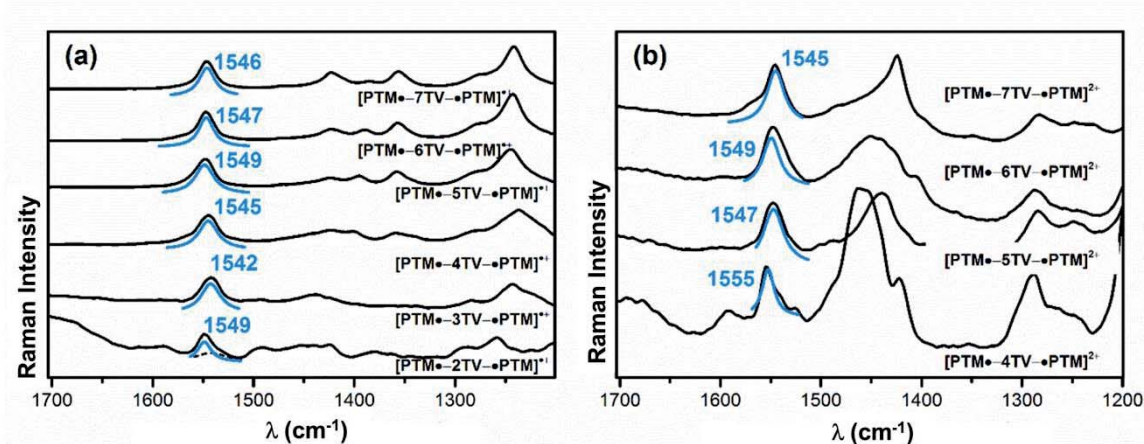 (a)
1546
[PTM•–7TV–•PTM]•+
1547
[PTM•–6TV–•PTM]•+
1549
[PTM•–5TV–•PTM]•+
1545
[PTM•–4TV–•PTM]•+
1542
[PTM•–3TV–•PTM]•+
1549
[PTM•–2TV–•PTM]•+
Raman Intensity
1700 1600 1500 1400 1300
λ (cm-1)
(b)
1545
[PTM•–7TV–•PTM]2+
1549
[PTM•–6TV–•PTM]2+
1547
[PTM•–5TV–•PTM]2+
1555
[PTM•–4TV–•PTM]2+
Raman Intensity
1700 1600 1500 1400 1300 1200
λ (cm-1)